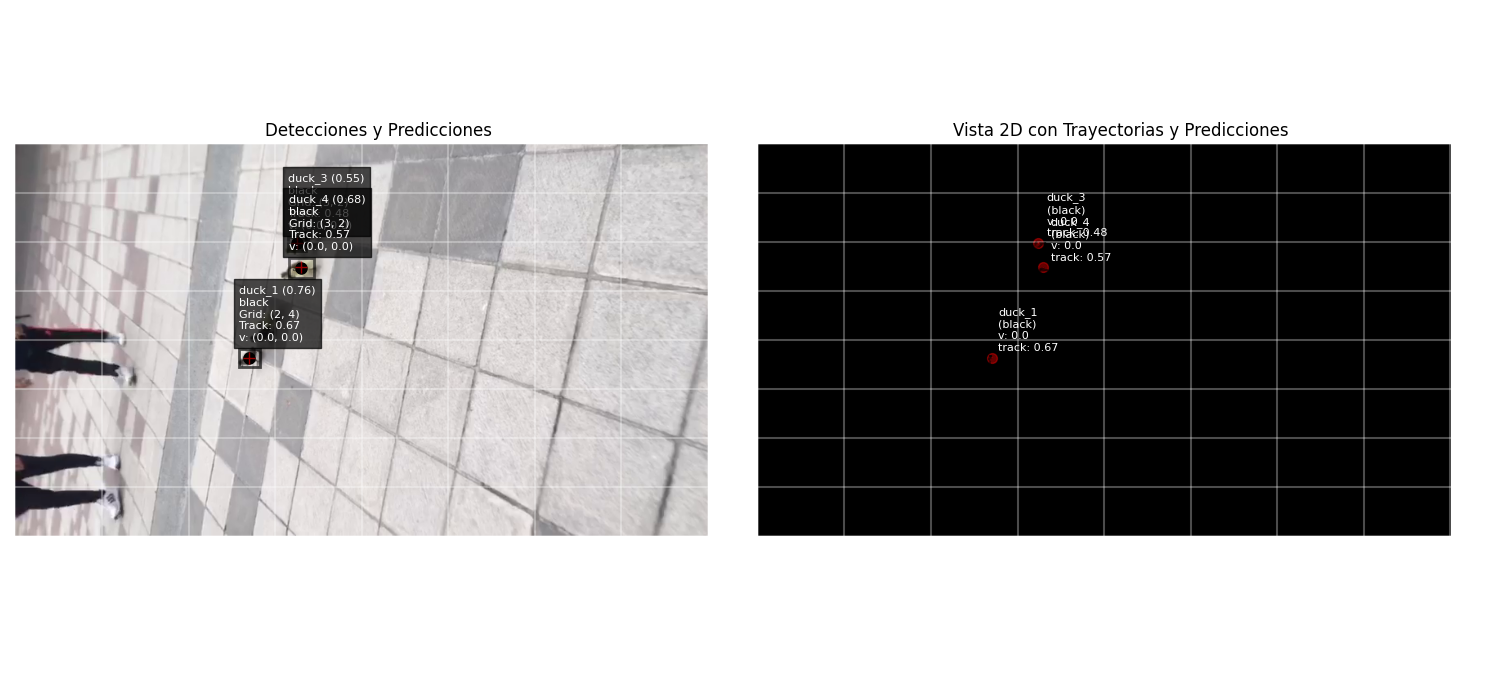 Detecciones y Predicciones
duck_3 (0.55)
black
duck_4 (0.68)
black
Grid: (3, 2)
Track: 0.57
v: (0.0, 0.0)
duck_1 (0.76)
black
Grid: (2, 4)
Track: 0.67
v: (0.0, 0.0)
Vista 2D con Trayectorias y Predicciones
duck_3
(black)
v: 0.0
track: 0.48
duck_4
(black)
v: 0.0
track: 0.57
duck_1
(black)
v: 0.0
track: 0.67